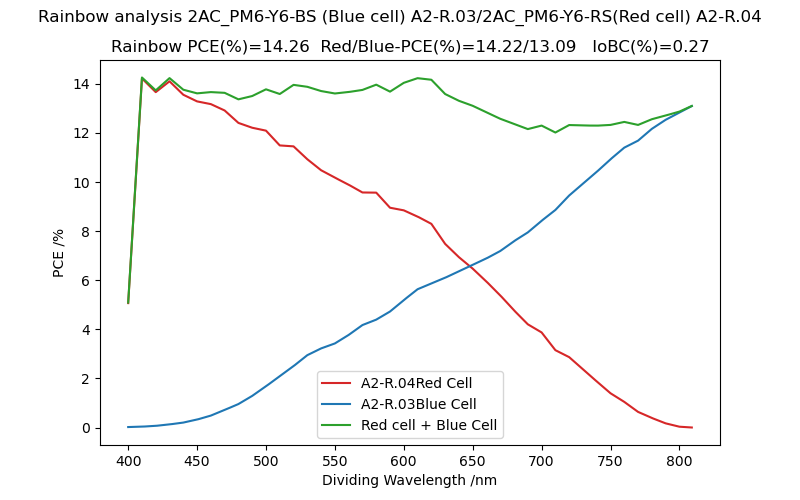 Rainbow analysis 2AC_PM6-Y6-BS (Blue cell) A2-R.03/2AC_PM6-Y6-RS(Red cell) A2-R.04
Rainbow PCE(%)=14.26  Red/Blue-PCE(%)=14.22/13.09   IoBC(%)=0.27
14
12
10
8
6
4
2
0
PCE /%
A2-R.04Red Cell
A2-R.03Blue Cell
Red cell + Blue Cell
400 450 500 550 600 650 700 750 800
Dividing Wavelength /nm